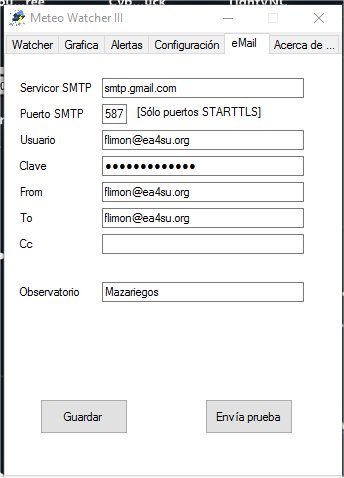 Meteo Watcher III
Watcher Grafica Alertas Configuración eMail Acerca de ...
Servicor SMTP smtp.gmail.com
Puerto SMTP 587 [Sólo puertos STARTTLS]
Usuario flimon@ea4su.org
Clave ●●●●●●●●●●●●●
From flimon@ea4su.org
To flimon@ea4su.org
Cc
Observatorio Mazariegos
Guardar Envía prueba